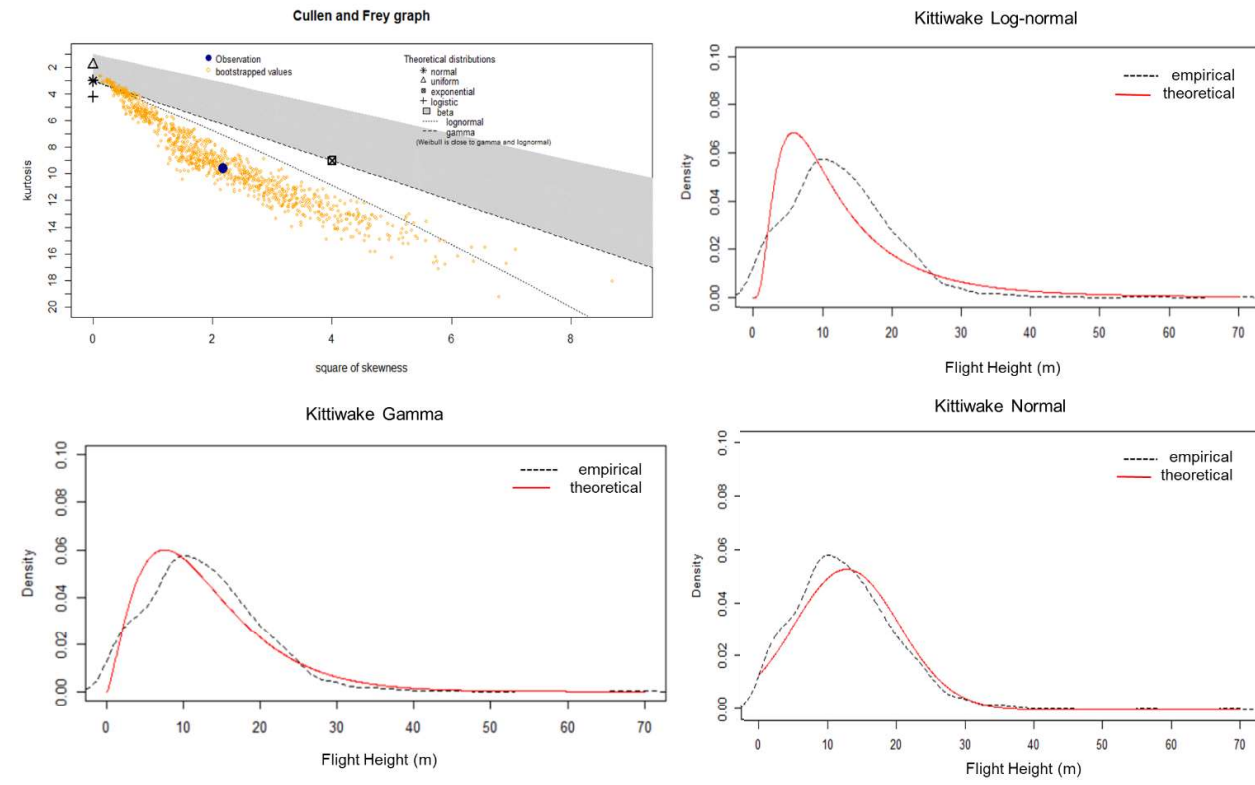 Cullen and Frey graph
Observation
bootstrapped values
Theoretical distributions
normal
uniform
exponential
logistic
beta
lognormal
gamma
(Weibull is close to gamma and lognormal)
kurtosis
2
4
6
8
10
12
14
16
18
20
0 2 4 6 8
square of skewness
Kittiwake Log-normal
empirical
theoretical
Density
0.10
0.08
0.06
0.04
0.02
0.00
0 10 20 30 40 50 60 70
Flight Height (m)
Kittiwake Gamma
empirical
theoretical
Density
0.10
0.08
0.06
0.04
0.02
0.00
0 10 20 30 40 50 60 70
Flight Height (m)
Kittiwake Normal
empirical
theoretical
Density
0.10
0.08
0.06
0.04
0.02
0.00
0 10 20 30 40 50 60 70
Flight Height (m)